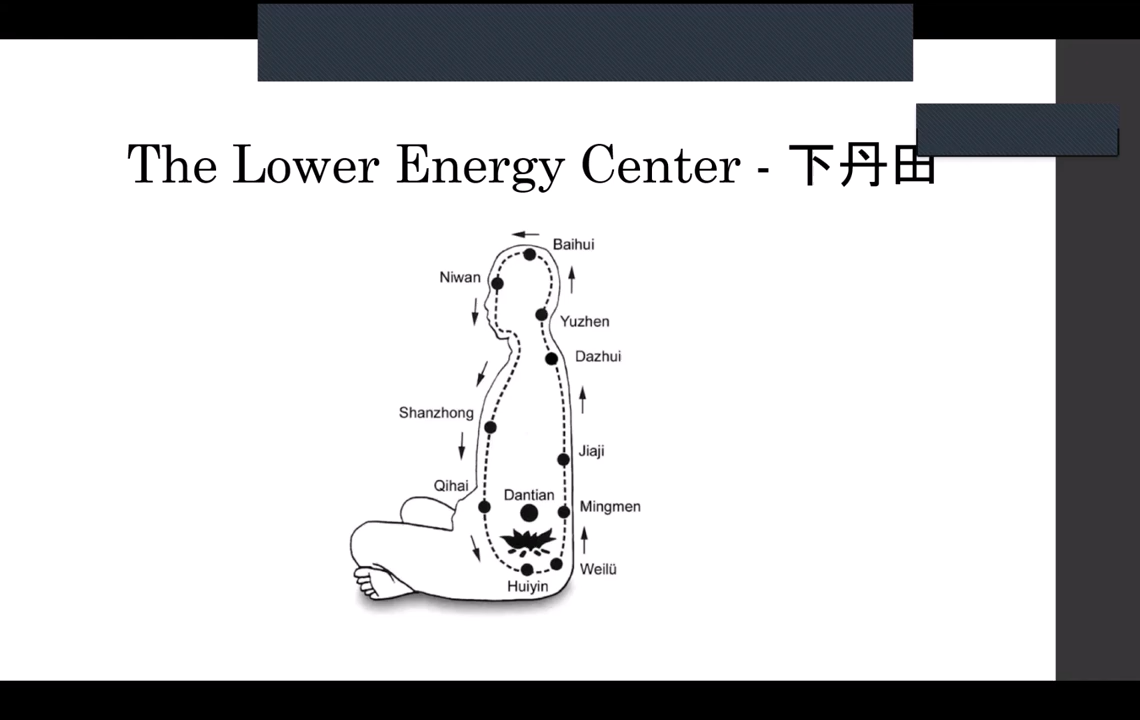 The Lower Energy Center - 下丹田
Baihui
Niwan
Yuzhen
Dazhui
Shanzhong
Jiaji
Qihai
Dantian
Mingmen
Weilü
Huiyin